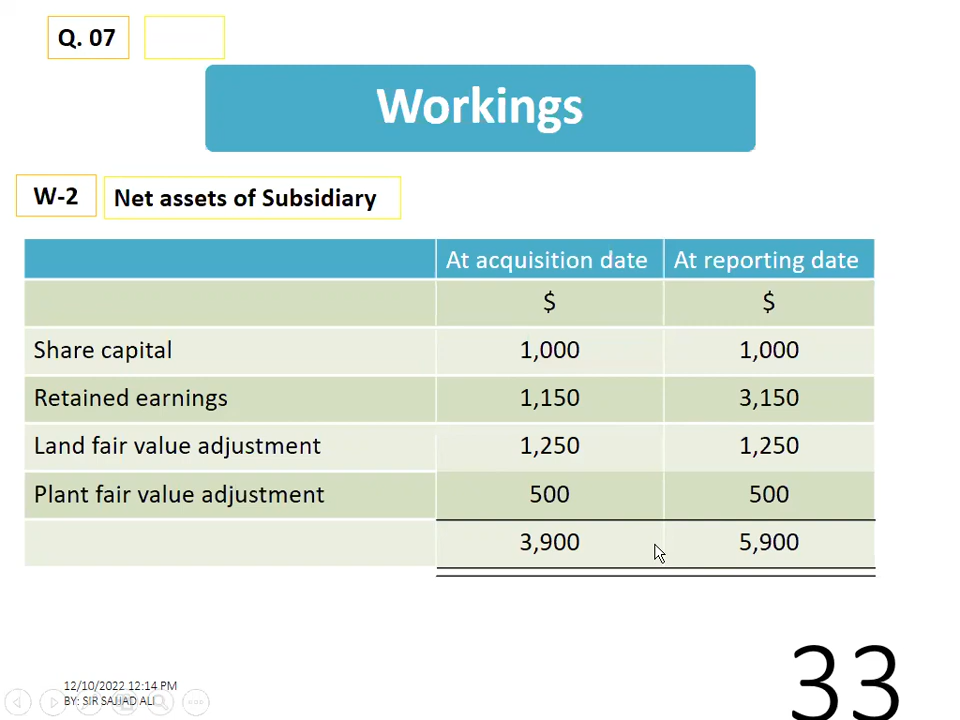 Q. 07
Workings
W-2 Net assets of Subsidiary
At acquisition date At reporting date
$ $
Share capital 1,000 1,000
Retained earnings 1,150 3,150
Land fair value adjustment 1,250 1,250
Plant fair value adjustment 500 500
3,900 5,900
12/10/2022 12:14 PM
BY: SIR SAJJAD ALI
33